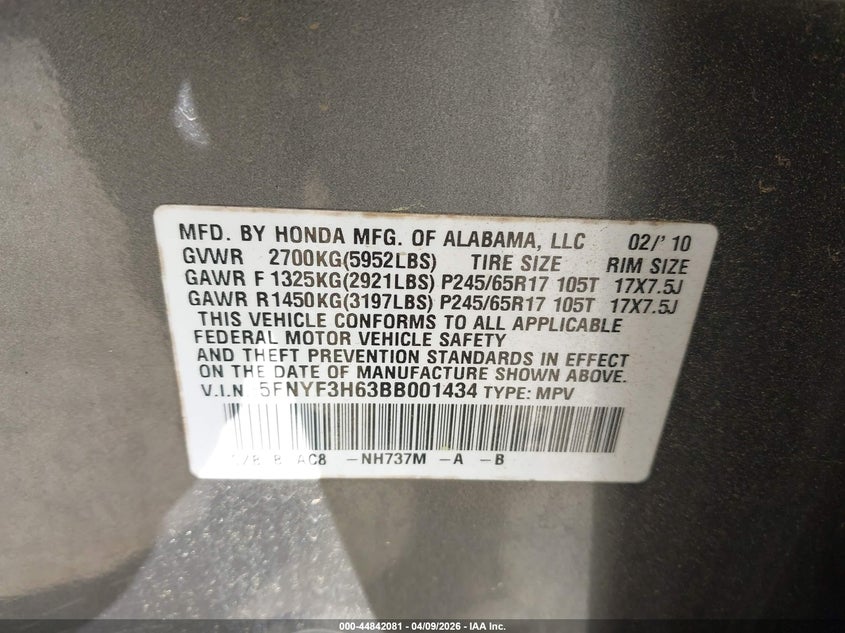 MFD. BY HONDA MFG. OF ALABAMA, LLC 02/' 10
GVWR 2700KG(5952LBS) TIRE SIZE RIM SIZE
GAWR F 1325KG(2921LBS) P245/65R17 105T 17X7.5J
GAWR R1450KG(3197LBS) P245/65R17 105T 17X7.5J
THIS VEHICLE CONFORMS TO ALL APPLICABLE
FEDERAL MOTOR VEHICLE SAFETY
AND THEFT PREVENTION STANDARDS IN EFFECT
ON THE DATE OF MANUFACTURE SHOWN ABOVE.
V.I.N 5FNYF3H63BB001434 TYPE: MPV
AC8 -NH737M -A -B
000-44842081 - 04/09/2026 - IAA Inc.